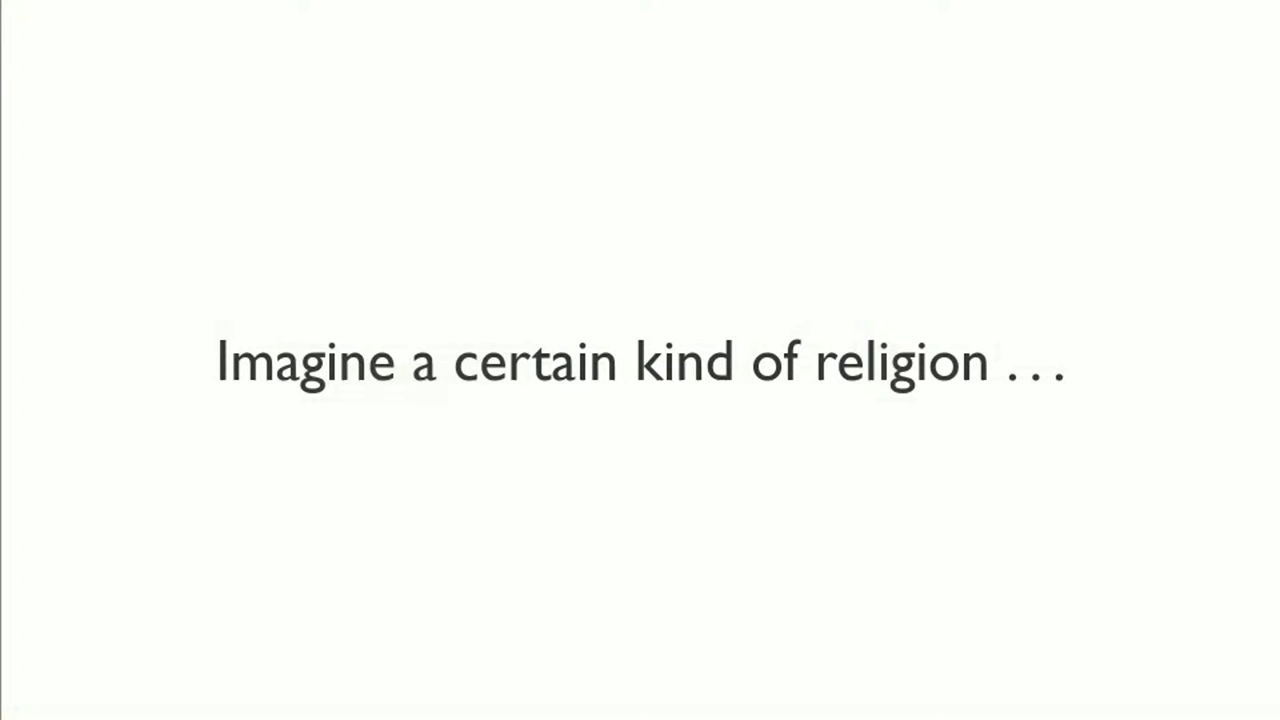 Imagine a certain kind of religion . . .